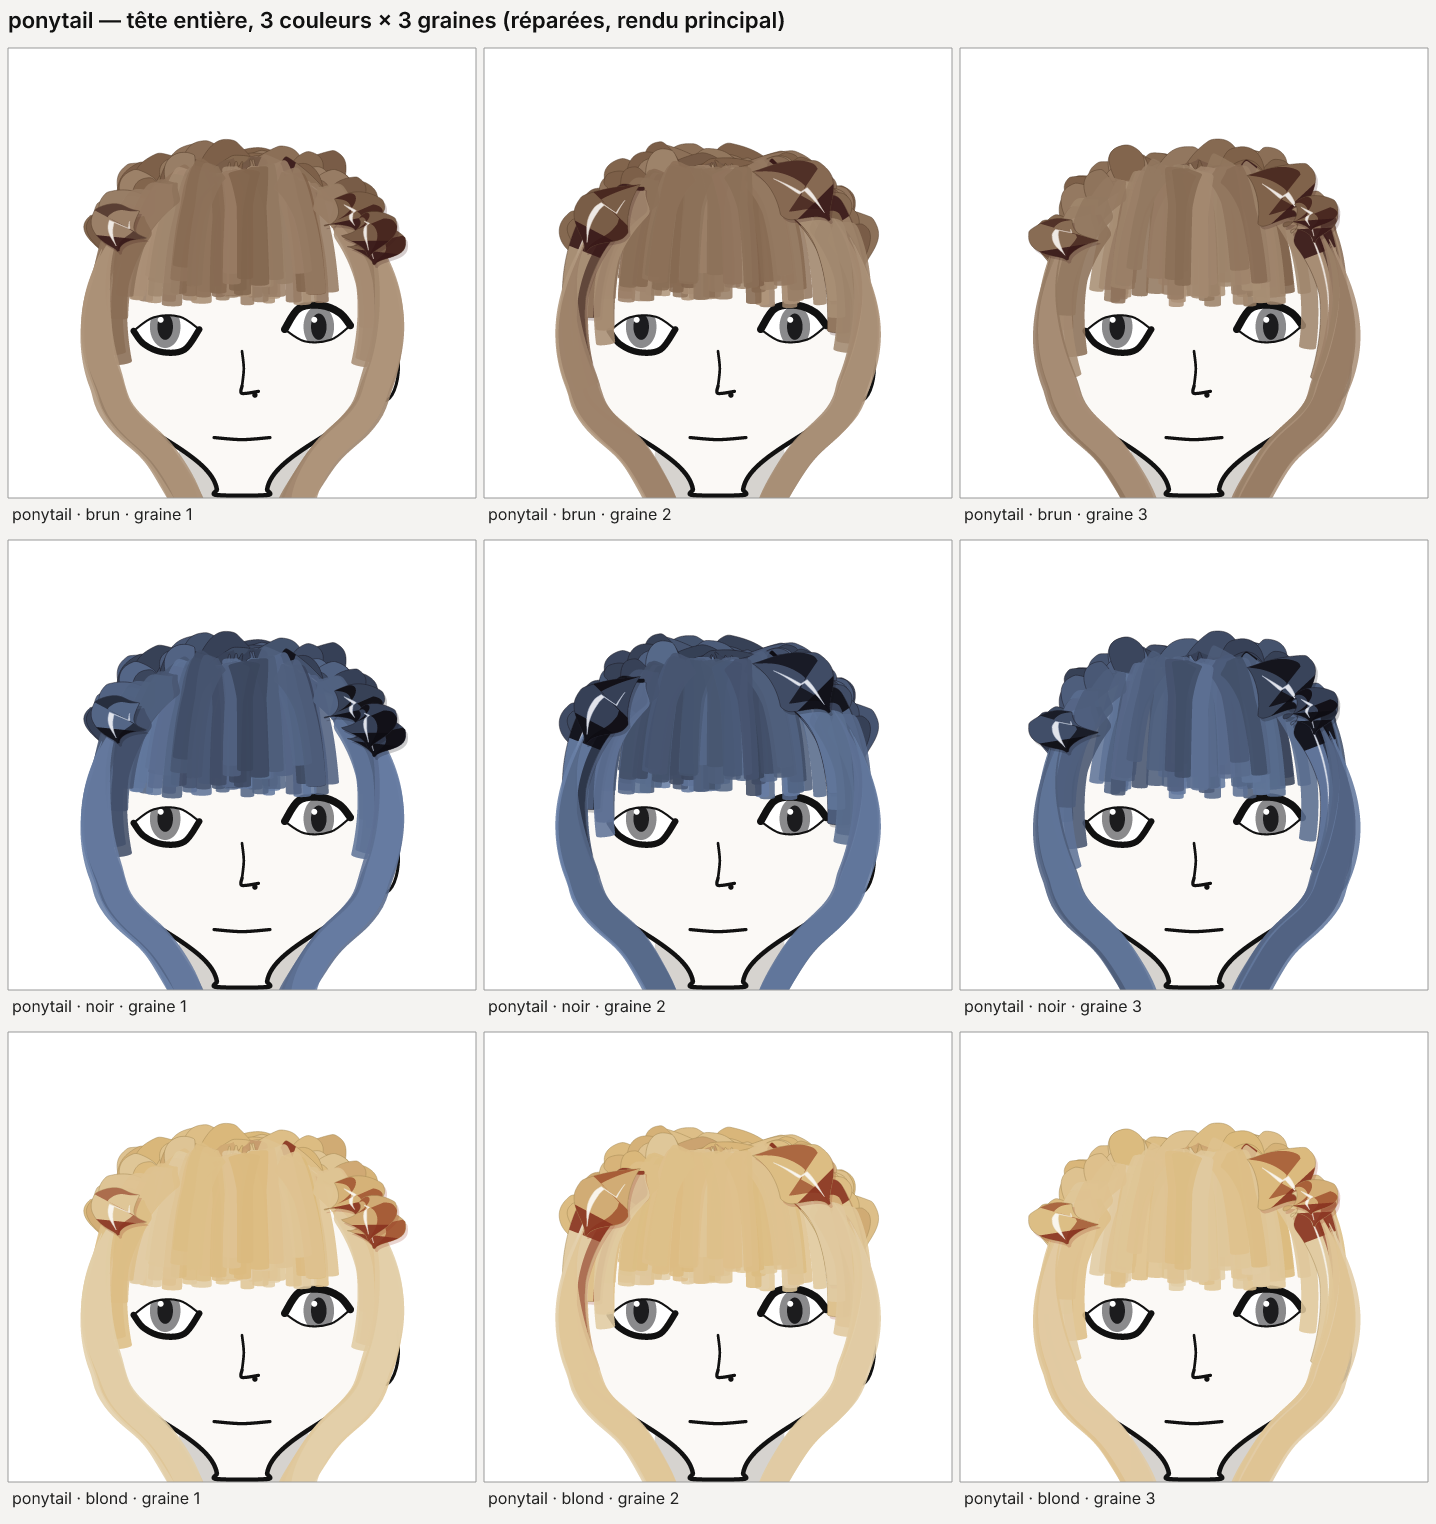 ponytail — tête entière, 3 couleurs × 3 graines (réparées, rendu principal)
ponytail · brun · graine 1
ponytail · brun · graine 2
ponytail · brun · graine 3
ponytail · noir · graine 1
ponytail · noir · graine 2
ponytail · noir · graine 3
ponytail · blond · graine 1
ponytail · blond · graine 2
ponytail · blond · graine 3